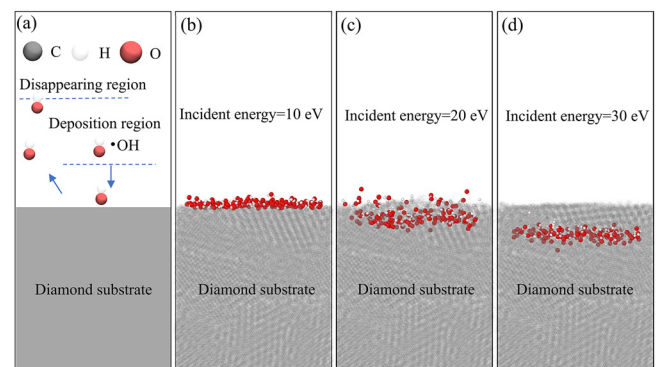 (a)
C H O
Disappearing region
Deposition region
•OH
Diamond substrate
(b)
Incident energy=10 eV
Diamond substrate
(c)
Incident energy=20 eV
Diamond substrate
(d)
Incident energy=30 eV
Diamond substrate